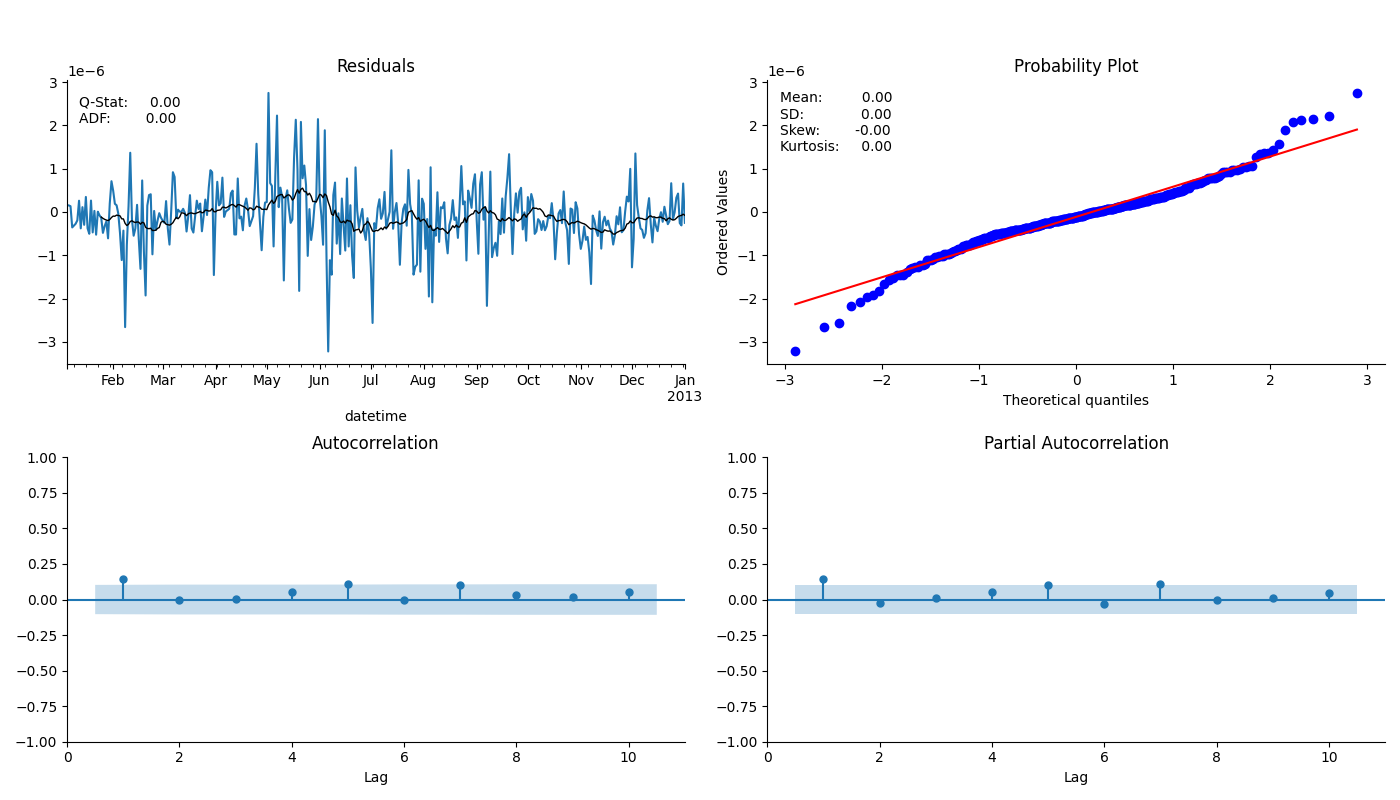 Residuals
1e−6
3
2
1
0
−1
−2
−3
Q-Stat: 0.00
ADF: 0.00
Feb Mar Apr May Jun Jul Aug Sep Oct Nov Dec Jan
2013
datetime
Probability Plot
1e−6
3
2
1
0
−1
−2
−3
Mean: 0.00
SD: 0.00
Skew: -0.00
Kurtosis: 0.00
Ordered Values
−3 −2 −1 0 1 2 3
Theoretical quantiles
Autocorrelation
1.00
0.75
0.50
0.25
0.00
−0.25
−0.50
−0.75
−1.00
0 2 4 6 8 10
Lag
Partial Autocorrelation
1.00
0.75
0.50
0.25
0.00
−0.25
−0.50
−0.75
−1.00
0 2 4 6 8 10
Lag